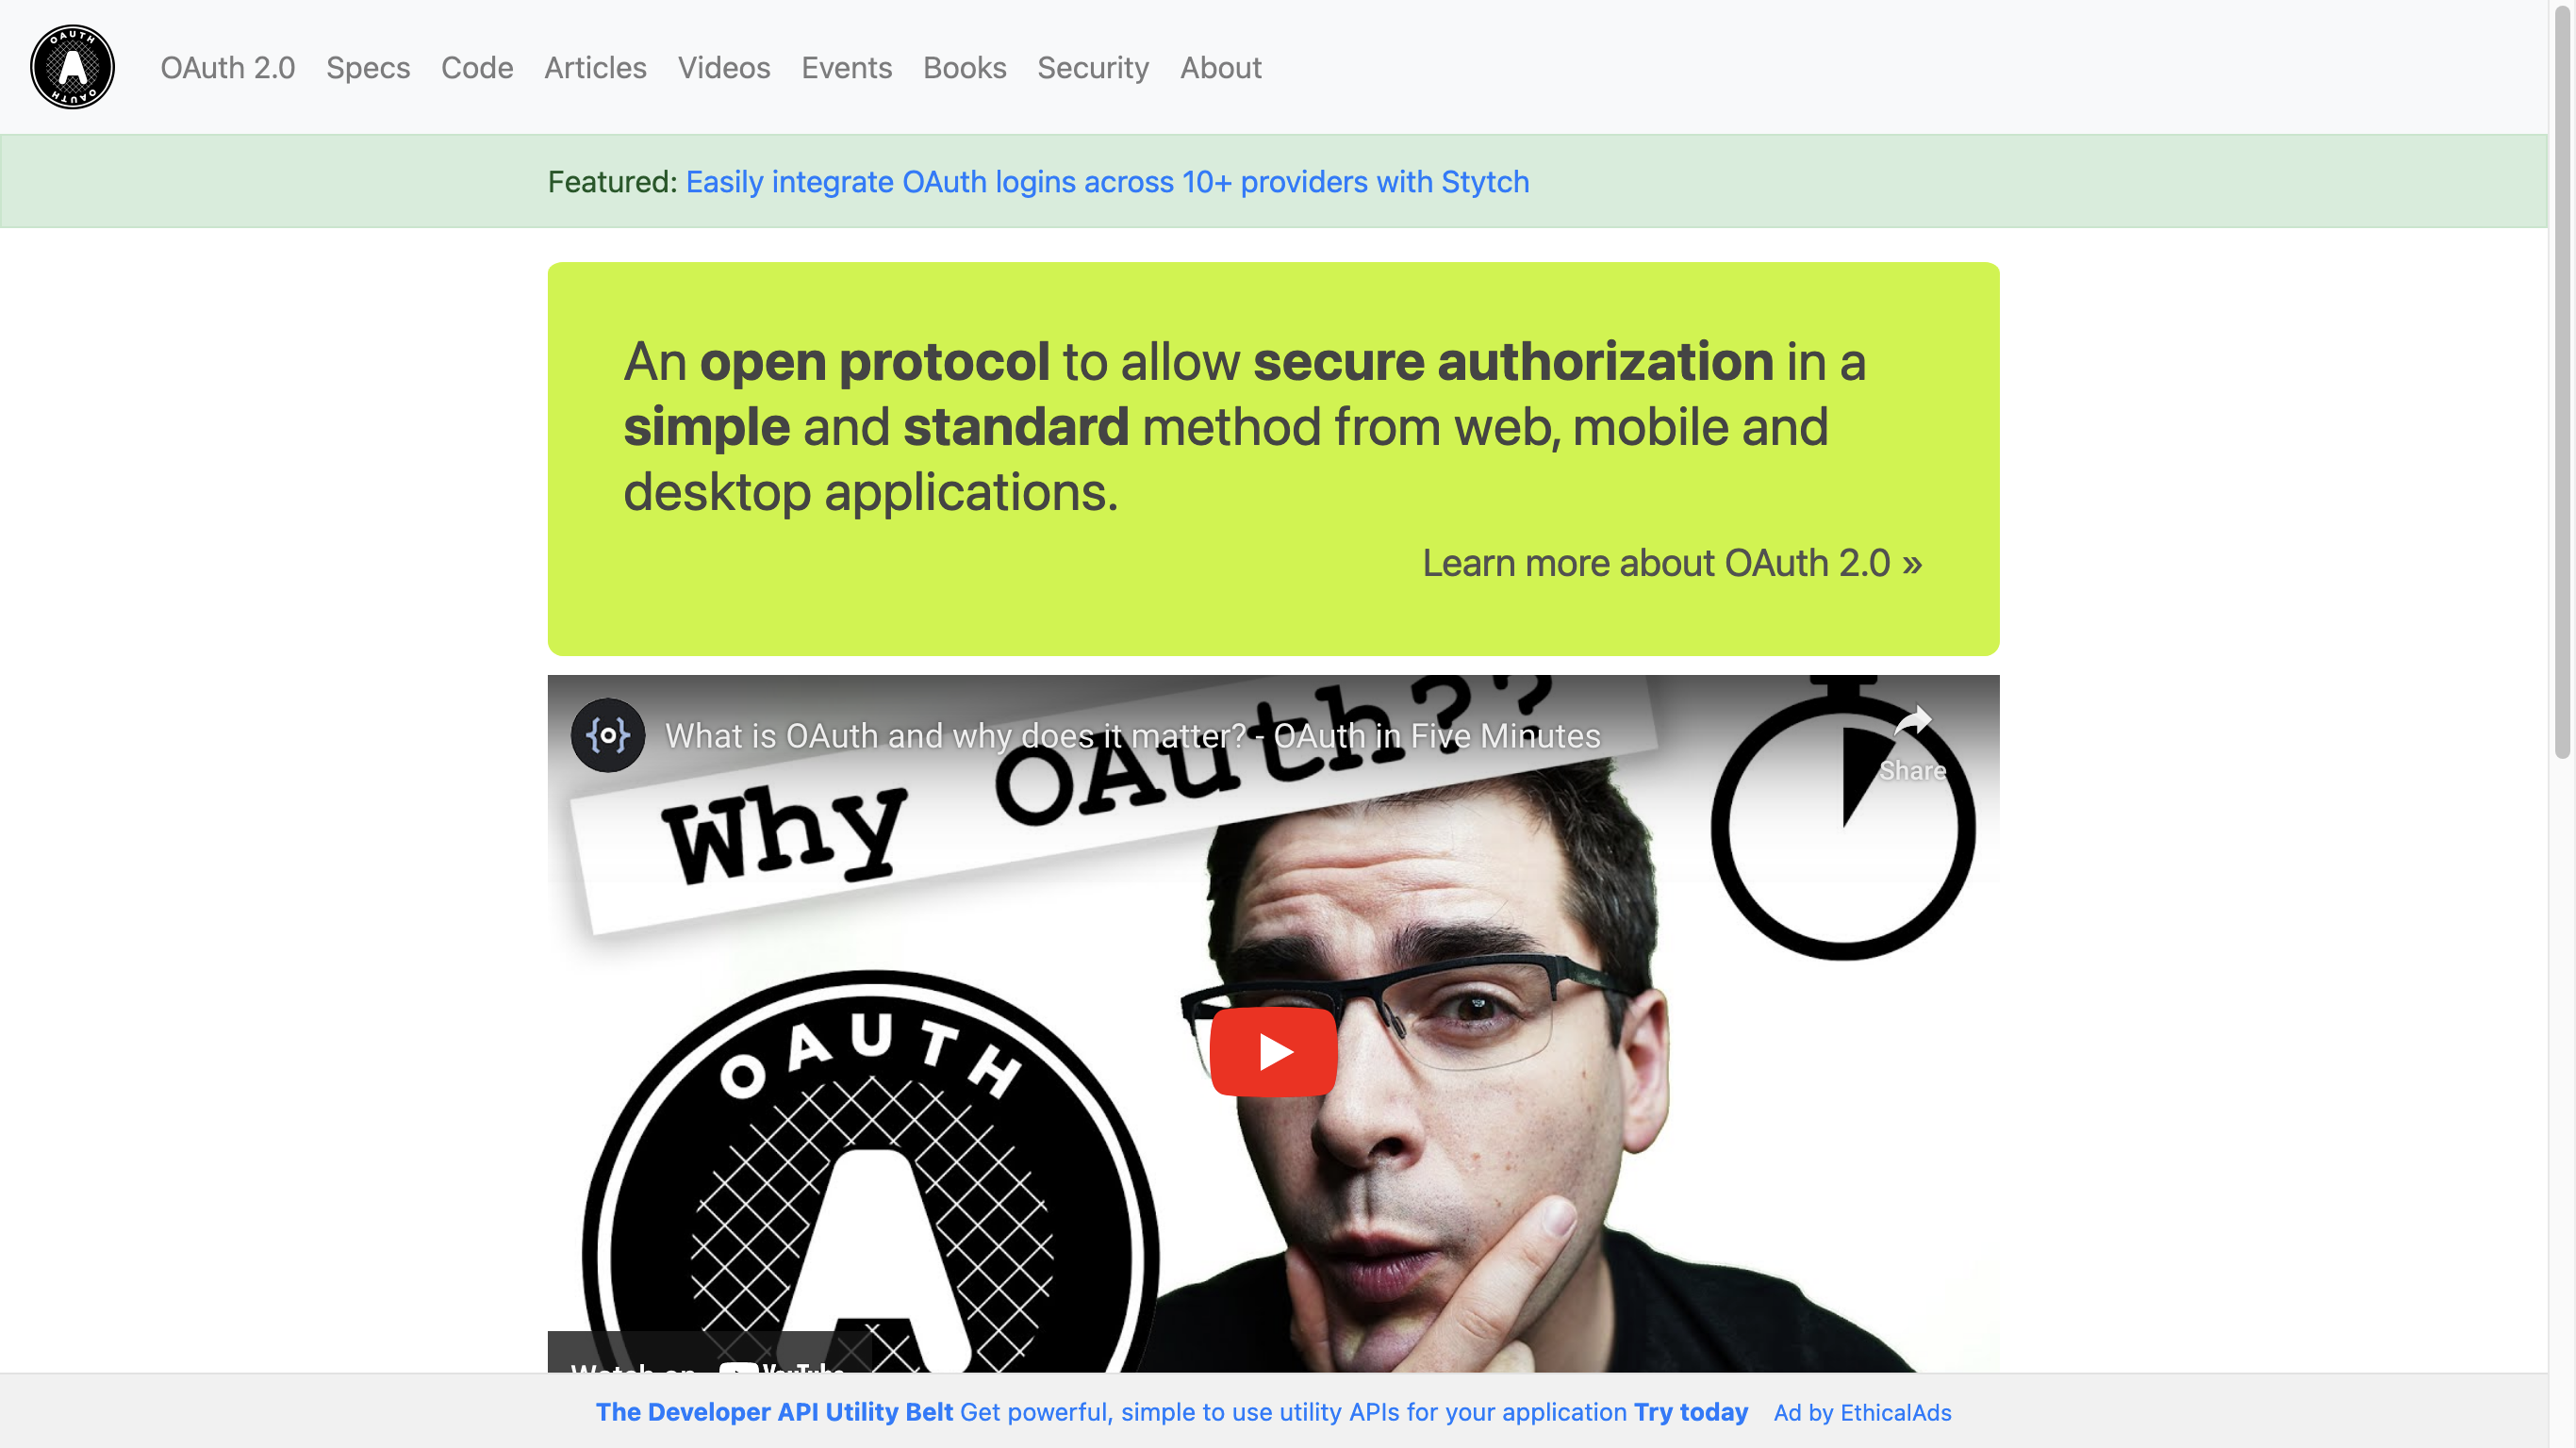 OAUTH
OAUTH
OAuth 2.0 Specs Code Articles Videos Events Books Security About
Featured: Easily integrate OAuth logins across 10+ providers with Stytch
An open protocol to allow secure authorization in a
simple and standard method from web, mobile and
desktop applications.
Learn more about OAuth 2.0 »
What is OAuth and why does it matter? - OAuth in Five Minutes
Share
Why OAuth??
OAUTH
A
Watch on YouTube
The Developer API Utility Belt Get powerful, simple to use utility APIs for your application Try today Ad by EthicalAds